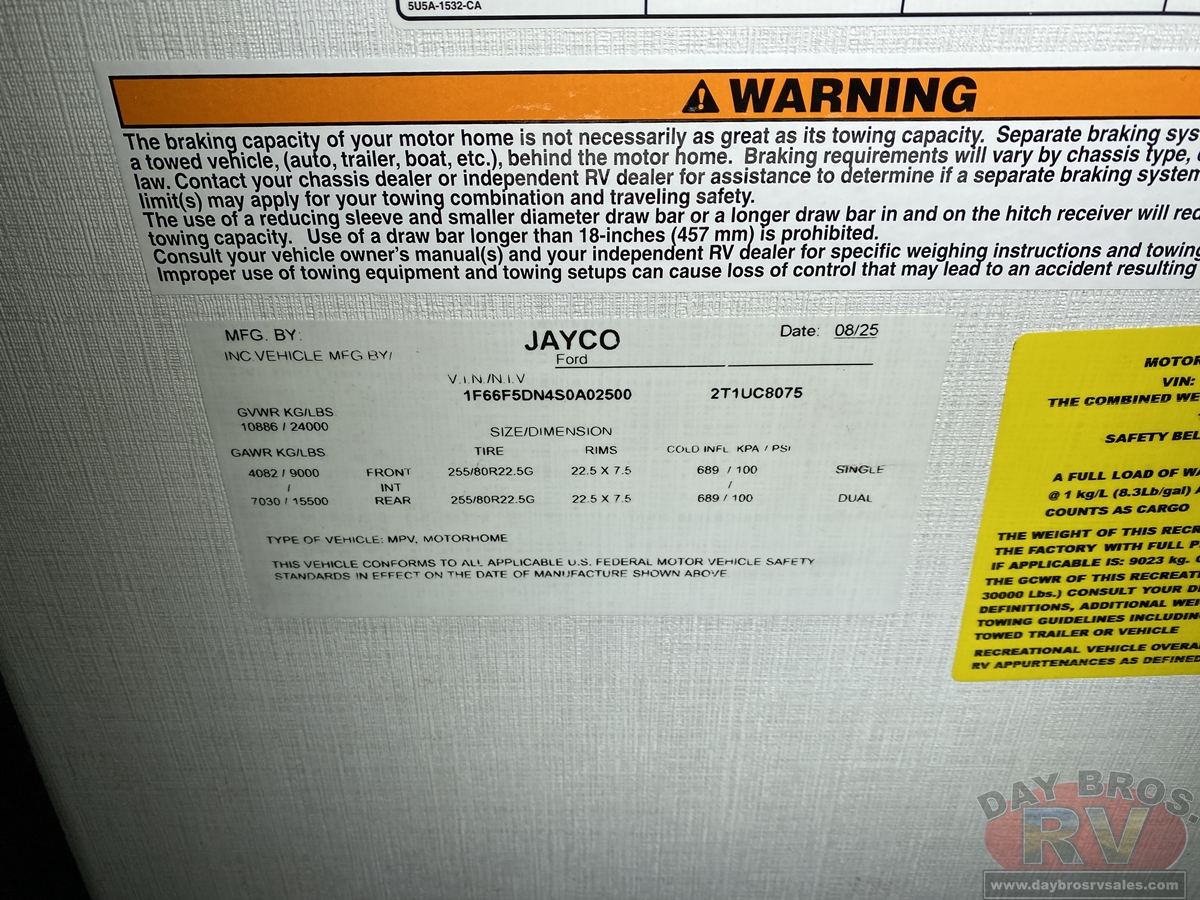 5U5A-1532-CA
WARNING
The braking capacity of your motor home is not necessarily as great as its towing capacity. Separate braking sys
a towed vehicle, (auto, trailer, boat, etc.), behind the motor home. Braking requirements will vary by chassis type,
law. Contact your chassis dealer or independent RV dealer for assistance to determine if a separate braking system
limit(s) may apply for your towing combination and traveling safety.
The use of a reducing sleeve and smaller diameter draw bar or a longer draw bar in and on the hitch receiver will red
towing capacity. Use of a draw bar longer than 18-inches (457 mm) is prohibited.
Consult your vehicle owner's manual(s) and your independent RV dealer for specific weighing instructions and towing
Improper use of towing equipment and towing setups can cause loss of control that may lead to an accident resulting
MFG. BY: JAYCO Date: 08/25
INC.VEHICLE MFG BY/ Ford
V.I.N./N.I.V
1F66F5DN4S0A02500 2T1UC8075
GVWR KG/LBS
10886 / 24000
SIZE/DIMENSION
GAWR KG/LBS TIRE RIMS COLD INFL KPA / PSI
4082 / 9000 FRONT 255/80R22.5G 22.5 X 7.5 689 / 100 SINGLE
/ INT /
7030 / 15500 REAR 255/80R22.5G 22.5 X 7.5 689 / 100 DUAL
TYPE OF VEHICLE: MPV, MOTORHOME
THIS VEHICLE CONFORMS TO ALL APPLICABLE U.S. FEDERAL MOTOR VEHICLE SAFETY
STANDARDS IN EFFECT ON THE DATE OF MANUFACTURE SHOWN ABOVE
MOTOR
VIN:
THE COMBINED WE
SAFETY BEL
A FULL LOAD OF WA
@ 1 kg/L (8.3Lb/gal) A
COUNTS AS CARGO
THE WEIGHT OF THIS RECR
THE FACTORY WITH FULL P
IF APPLICABLE IS: 9023 kg.
THE GCWR OF THIS RECREATI
30000 Lbs.) CONSULT YOUR D
DEFINITIONS, ADDITIONAL WEI
TOWING GUIDELINES INCLUDIN
TOWED TRAILER OR VEHICLE
RECREATIONAL VEHICLE OVERA
RV APPURTENANCES AS DEFINED
DAY BROS.
RV
www.daybrosrvsales.com